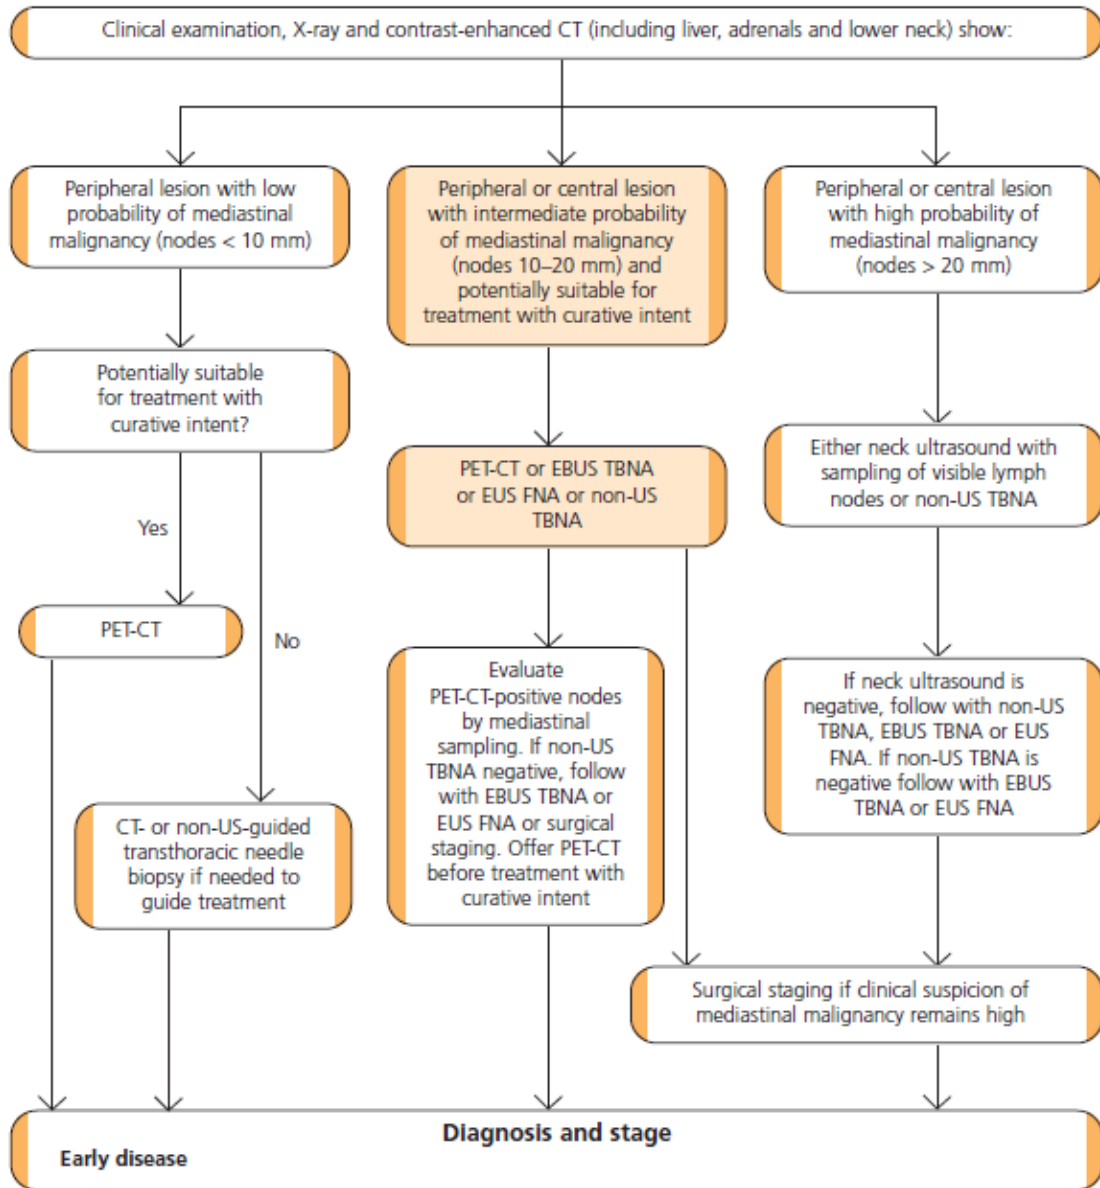 Clinical examination, X-ray and contrast-enhanced CT (including liver, adrenals and lower neck) show:
Peripheral lesion with low
probability of mediastinal
malignancy (nodes < 10 mm)
Peripheral or central lesion
with intermediate probability
of mediastinal malignancy
(nodes 10–20 mm) and
potentially suitable for
treatment with curative intent
Peripheral or central lesion
with high probability of
mediastinal malignancy
(nodes > 20 mm)
Potentially suitable
for treatment with
curative intent?
PET-CT or EBUS TBNA
or EUS FNA or non-US
TBNA
Either neck ultrasound with
sampling of visible lymph
nodes or non-US TBNA
Yes
No
PET-CT
CT- or non-US-guided
transthoracic needle
biopsy if needed to
guide treatment
Evaluate
PET-CT-positive nodes
by mediastinal
sampling. If non-US
TBNA negative, follow
with EBUS TBNA or
EUS FNA or surgical
staging. Offer PET-CT
before treatment with
curative intent
If neck ultrasound is
negative, follow with non-US
TBNA, EBUS TBNA or EUS
FNA. If non-US TBNA is
negative follow with EBUS
TBNA or EUS FNA
Surgical staging if clinical suspicion of
mediastinal malignancy remains high
Diagnosis and stage
Early disease